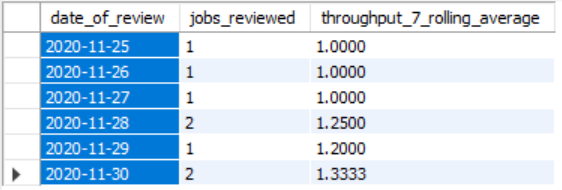 date_of_review jobs_reviewed throughput_7_rolling_average
2020-11-25 1 1.0000
2020-11-26 1 1.0000
2020-11-27 1 1.0000
2020-11-28 2 1.2500
2020-11-29 1 1.2000
2020-11-30 2 1.3333